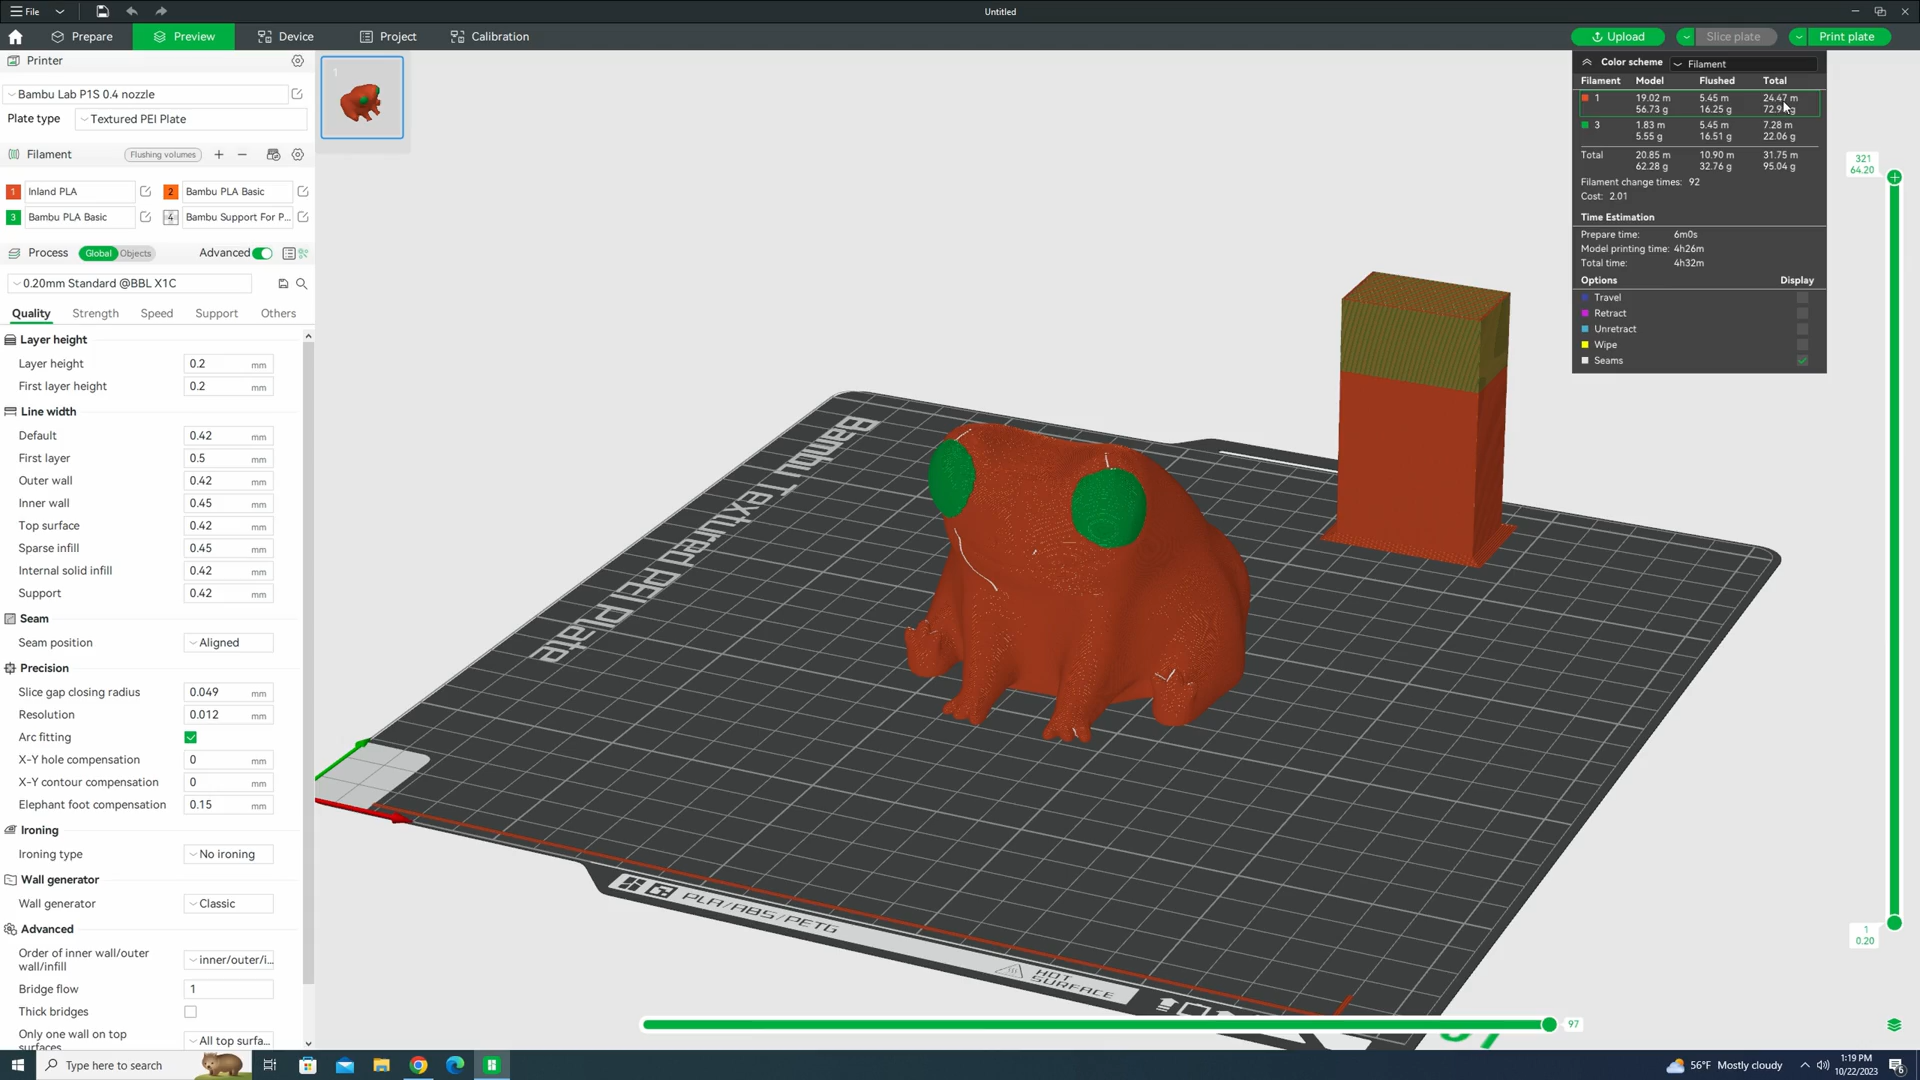 File
Untitled
Prepare
Preview
Device
Project
Calibration
Upload
Slice plate
Print plate
Printer
Bambu Lab P1S 0.4 nozzle
Plate type
Textured PEI Plate
Filament
Flushing volumes
1 Inland PLA
2 Bambu PLA Basic
3 Bambu PLA Basic
4 Bambu Support For P...
Process
Global
Objects
Advanced
0.20mm Standard @BBL X1C
Quality
Strength
Speed
Support
Others
Layer height
Layer height 0.2 mm
First layer height 0.2 mm
Line width
Default 0.42 mm
First layer 0.5 mm
Outer wall 0.42 mm
Inner wall 0.45 mm
Top surface 0.42 mm
Sparse infill 0.45 mm
Internal solid infill 0.42 mm
Support 0.42 mm
Seam
Seam position Aligned
Precision
Slice gap closing radius 0.049 mm
Resolution 0.012 mm
Arc fitting
X-Y hole compensation 0 mm
X-Y contour compensation 0 mm
Elephant foot compensation 0.15 mm
Ironing
Ironing type No ironing
Wall generator
Wall generator Classic
Advanced
Order of inner wall/outer
wall/infill
inner/outer/i...
Bridge flow 1
Thick bridges
Only one wall on top
surfaces
All top surfa...
1
Bambu Textured PEI Plate
PLA/ABS/PETG
HOT
SURFACE
Color scheme Filament
Filament Model Flushed Total
1 19.02 m 5.45 m 24.47 m
56.73 g 16.25 g
3 1.83 m 5.45 m 7.28 m
5.55 g 16.51 g 22.06 g
Total 20.85 m 10.90 m 31.75 m
62.28 g 32.76 g 95.04 g
Filament change times: 92
Cost: 2.01
Time Estimation
Prepare time: 6m0s
Model printing time: 4h26m
Total time: 4h32m
Options Display
Travel
Retract
Unretract
Wipe
Seams
321
64.20
1
0.20
97
Type here to search
56°F Mostly cloudy
1:19 PM
10/22/2023
6